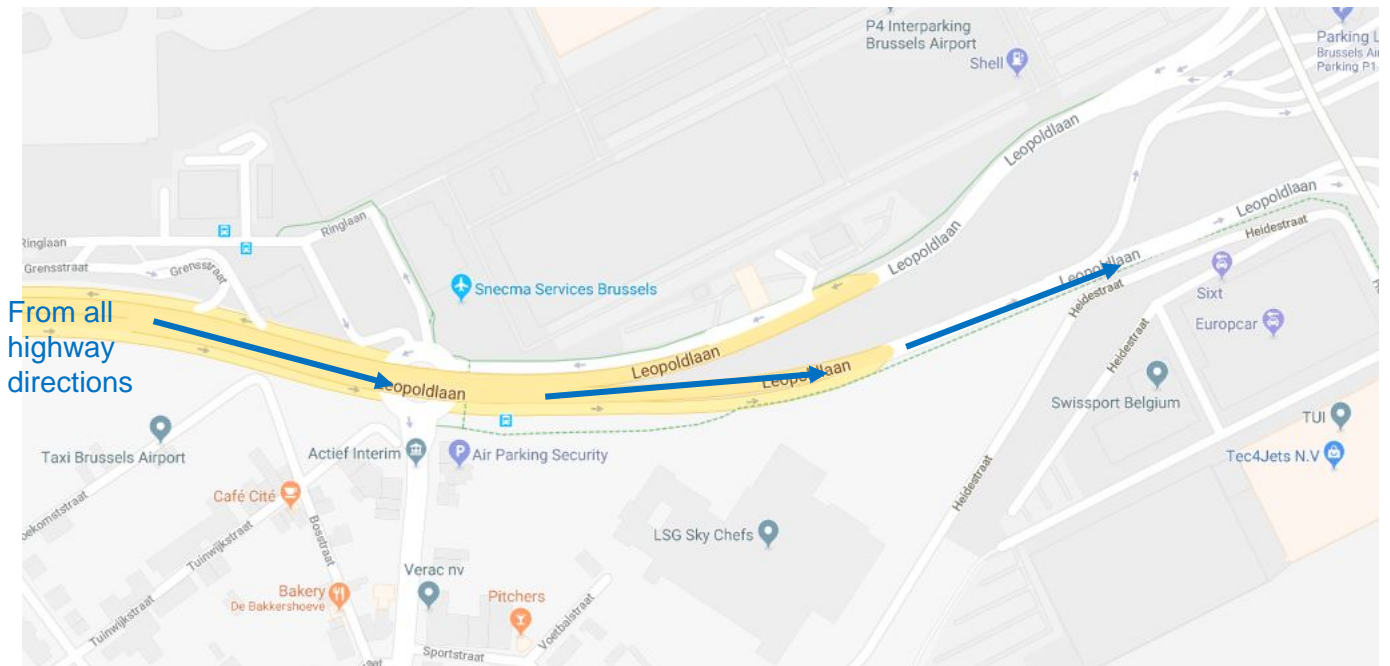 P4 Interparking
Brussels Airport
Shell
Parking L
Brussels Air
Parking P1
Leopoldlaan
Leopoldlaan
Heidestraat
Ringlaan
Ringlaan
Grensstraat
Grensstraat
Leopoldlaan
Leopoldlaan
Heidestraat
Snecma Services Brussels
Sixt
Europcar
From all
highway
directions
Heidestraat
Leopoldlaan
Leopoldlaan
Leopoldlaan
Swissport Belgium
TUI
Tec4Jets N.V
Taxi Brussels Airport
Actief Interim
Air Parking Security
Café Cité
oekomststraat
Tuinwijkstraat
Bosstraat
Heidestraat
LSG Sky Chefs
Verac nv
Bakery
De Bakkershoeve
Pitchers
Tuinwijkstraat
Voetbalstraat
Sportstraat